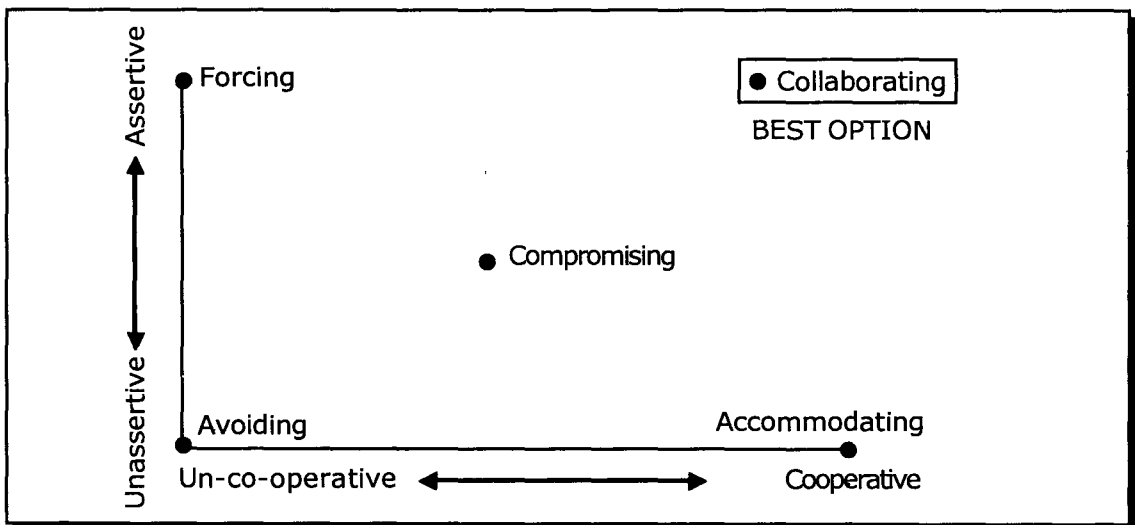 Assertive
Forcing
Collaborating
BEST OPTION
Compromising
Unassertive
Avoiding
Accommodating
Un-co-operative
Cooperative